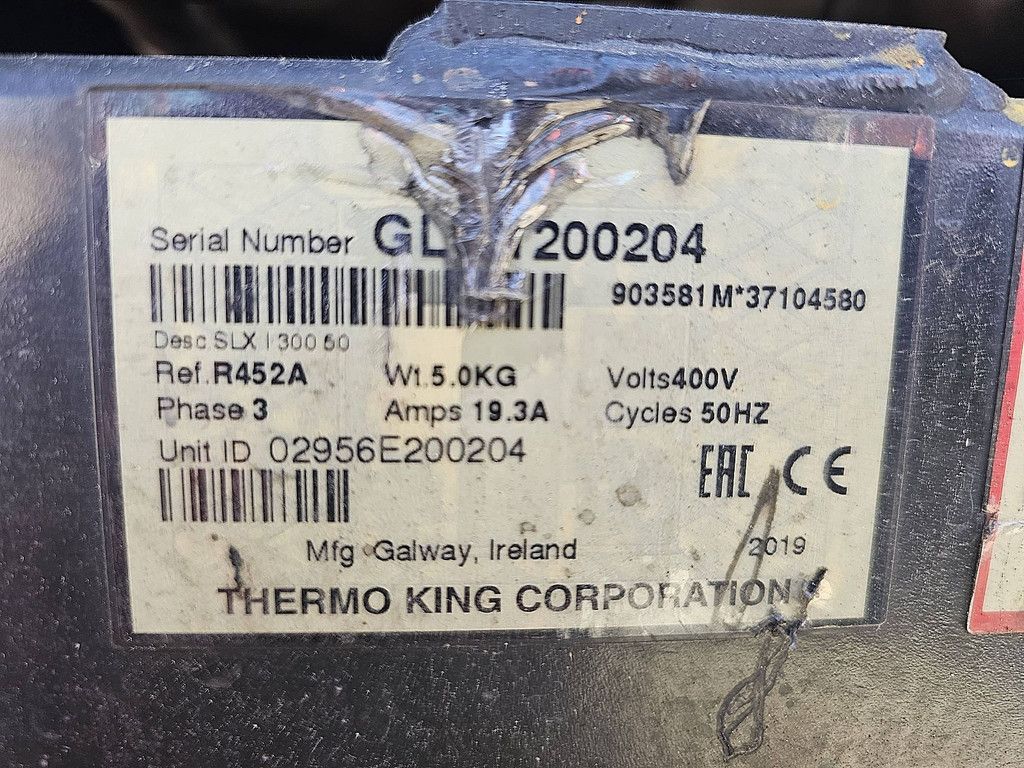 Serial Number
903581M*37104580
Desc SLX I 300 50
Ref.R452A Wt.5.0KG Volts400V
Phase 3 Amps 19.3A Cycles 50HZ
Unit ID 02956E200204
EAC CE
Mfg Galway, Ireland 2019
THERMO KING CORPORATION